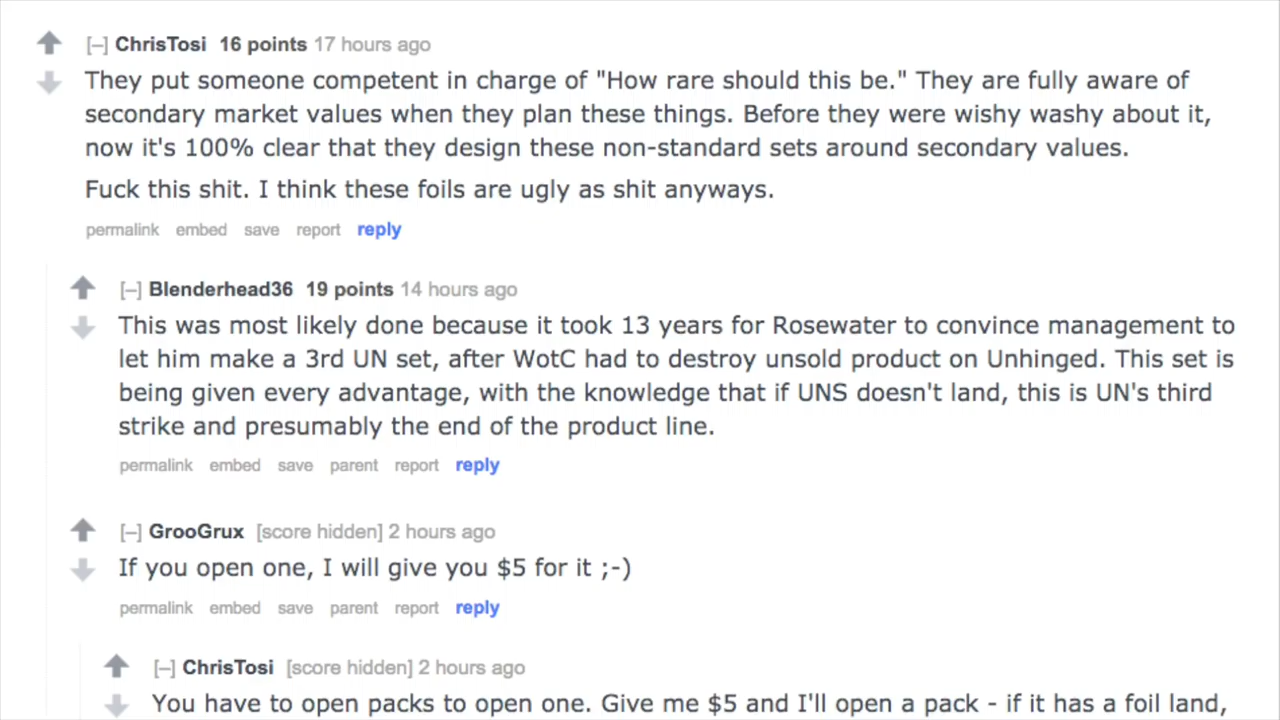 [–] ChrisTosi 16 points 17 hours ago
They put someone competent in charge of "How rare should this be." They are fully aware of
secondary market values when they plan these things. Before they were wishy washy about it,
now it's 100% clear that they design these non-standard sets around secondary values.
Fuck this shit. I think these foils are ugly as shit anyways.
permalink embed save report reply
[–] Blenderhead36 19 points 14 hours ago
This was most likely done because it took 13 years for Rosewater to convince management to
let him make a 3rd UN set, after WotC had to destroy unsold product on Unhinged. This set is
being given every advantage, with the knowledge that if UNS doesn't land, this is UN's third
strike and presumably the end of the product line.
permalink embed save parent report reply
[–] GrooGrux [score hidden] 2 hours ago
If you open one, I will give you $5 for it ;-)
permalink embed save parent report reply
[–] ChrisTosi [score hidden] 2 hours ago
You have to open packs to open one. Give me $5 and I'll open a pack - if it has a foil land,